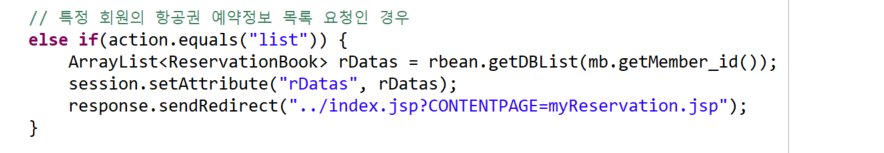 // 특정 회원의 항공권 예약정보 목록 요청인 경우
else if(action.equals("list")) {
    ArrayList<ReservationBook> rDatas = rbean.getDBList(mb.getMember_id());
    session.setAttribute("rDatas", rDatas);
    response.sendRedirect("../index.jsp?CONTENTPAGE=myReservation.jsp");
}